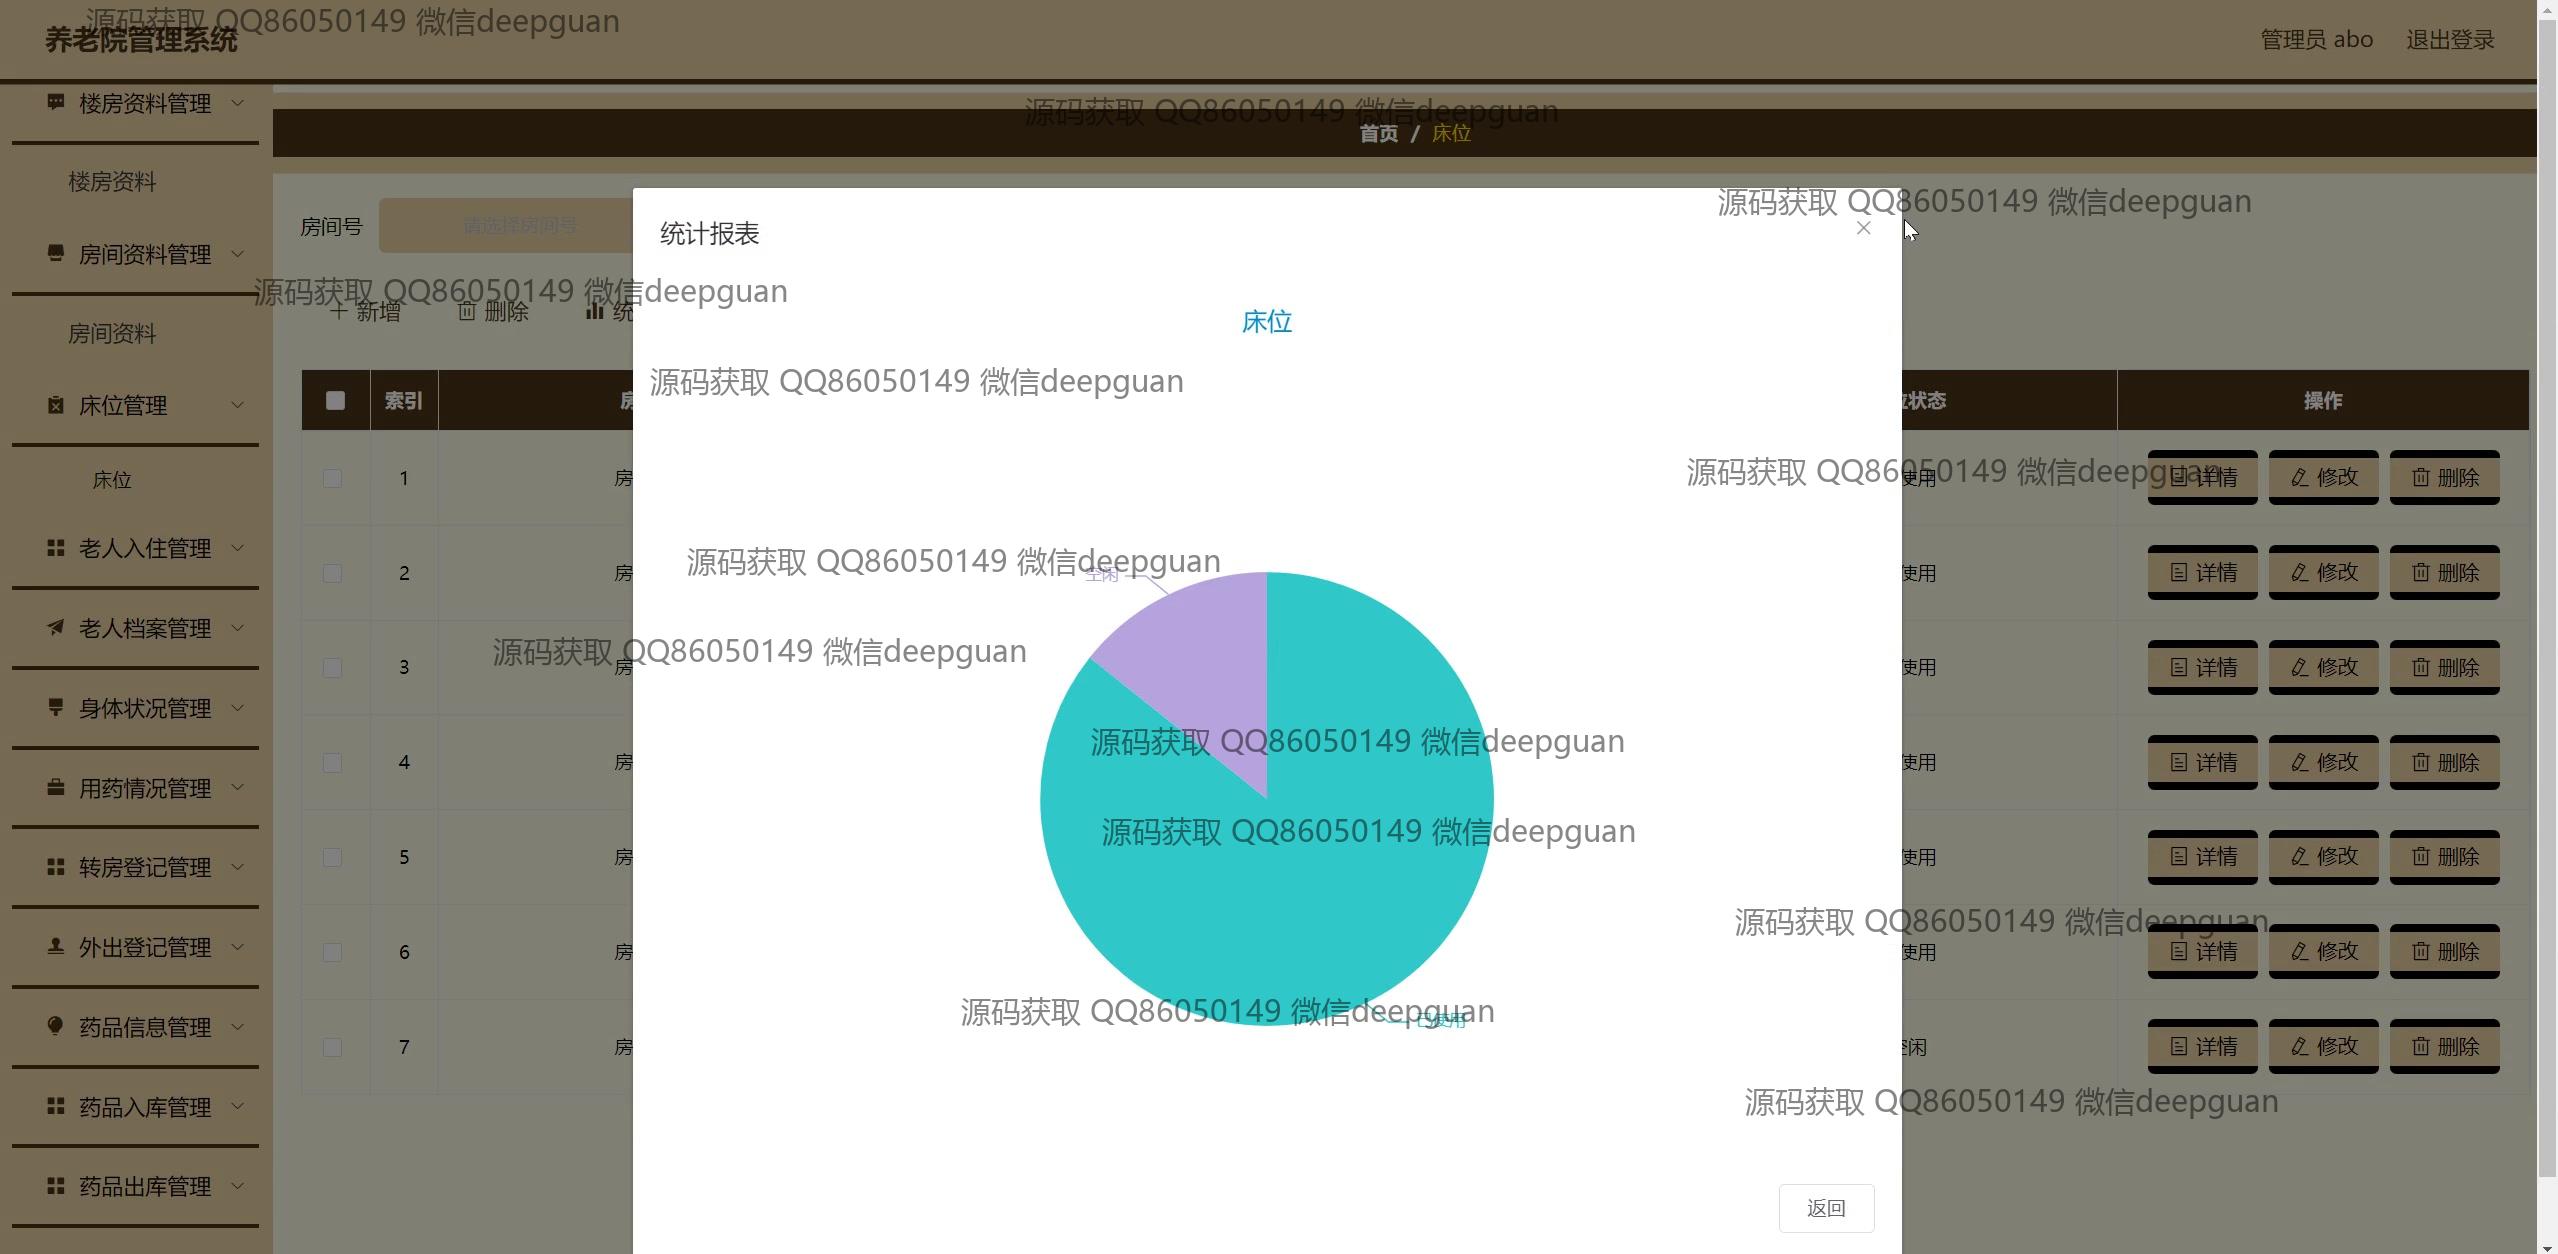 源码获取 QQ86050149 微信deepguan
养老院管理系统
管理员 abo 退出登录
楼房资料管理
源码获取 QQ86050149 微信deepguan
首页 / 床位
楼房资料
源码获取 QQ86050149 微信deepguan
房间号 请选择房间号
统计报表
房间资料管理
源码获取 QQ86050149 微信deepguan
新增 删除 统
床位
房间资料
源码获取 QQ86050149 微信deepguan
索引 房 状态 操作
床位管理
源码获取 QQ86050149 微信deepguan
1 房 使用 详情 修改 删除
床位
老人入住管理
源码获取 QQ86050149 微信deepguan
空闲
2 房 使用 详情 修改 删除
老人档案管理
源码获取 QQ86050149 微信deepguan
3 房 使用 详情 修改 删除
身体状况管理
源码获取 QQ86050149 微信deepguan
4 房 使用 详情 修改 删除
用药情况管理
源码获取 QQ86050149 微信deepguan
5 房 使用 详情 修改 删除
转房登记管理
源码获取 QQ86050149 微信deepguan
6 房 使用 详情 修改 删除
外出登记管理
源码获取 QQ86050149 微信deepguan
已使用
药品信息管理
7 房 闲 详情 修改 删除
源码获取 QQ86050149 微信deepguan
药品入库管理
药品出库管理
返回